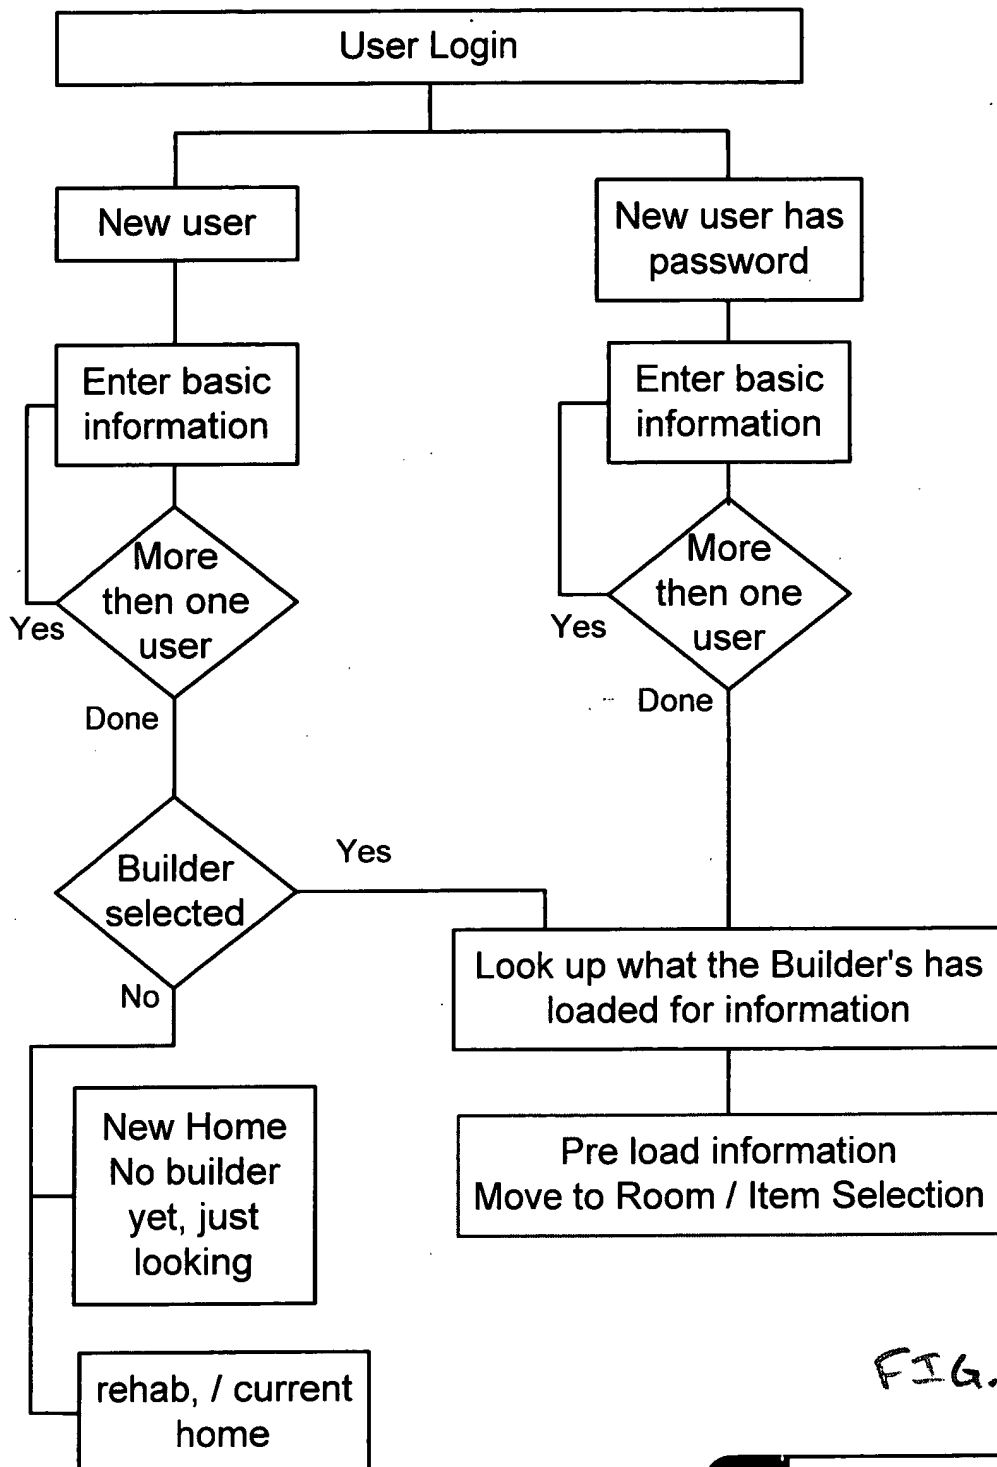 User Login
New user
New user has
password
Enter basic
information
Enter basic
information
More
then one
user
Yes
Done
More
then one
user
Yes
Done
Builder
selected
Yes
No
Look up what the Builder's has
loaded for information
New Home
No builder
yet, just
looking
Pre load information
Move to Room / Item Selection
rehab, / current
home
FIG.